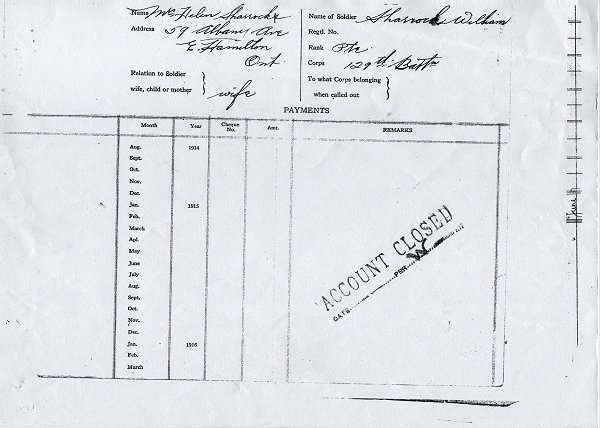 Name Mrs Helen Sharrocks
Address 59 Albany Ave
E. Hamilton
Ont.
Relation to Soldier
wife, child or mother } wife
Name of Soldier Sharrocks William
Regtl. No.
Rank Pte
Corps 129th Battn
To what Corps belonging
when called out }
PAYMENTS
Month Year Cheque No. Amt. REMARKS
Aug. 1914
Sept.
Oct.
Nov.
Dec.
Jan. 1915
Feb.
March
Apl.
May
June
July
Aug.
Sept.
Oct.
Nov.
Dec.
Jan. 1916
Feb.
March
ACCOUNT CLOSED
DATE PER